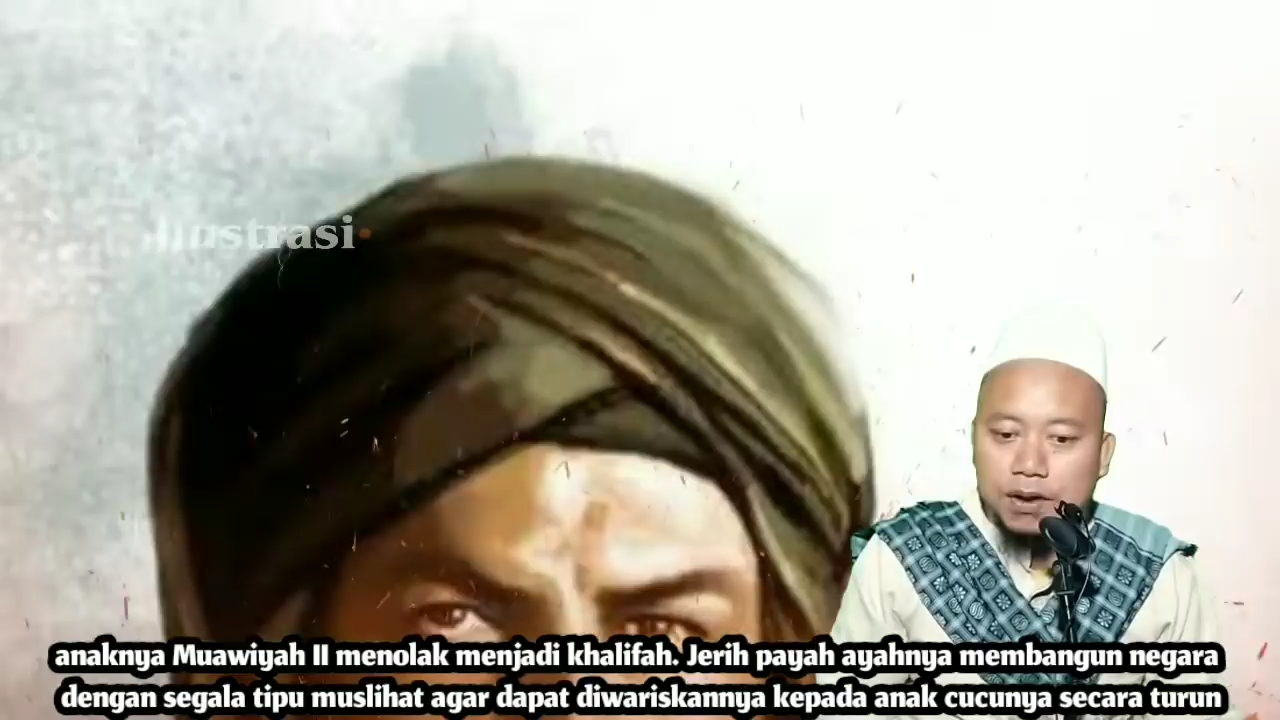 Ilustrasi
anaknya Muawiyah II menolak menjadi khalifah. Jerih payah ayahnya membangun negara
dengan segala tipu muslihat agar dapat diwariskannya kepada anak cucunya secara turun